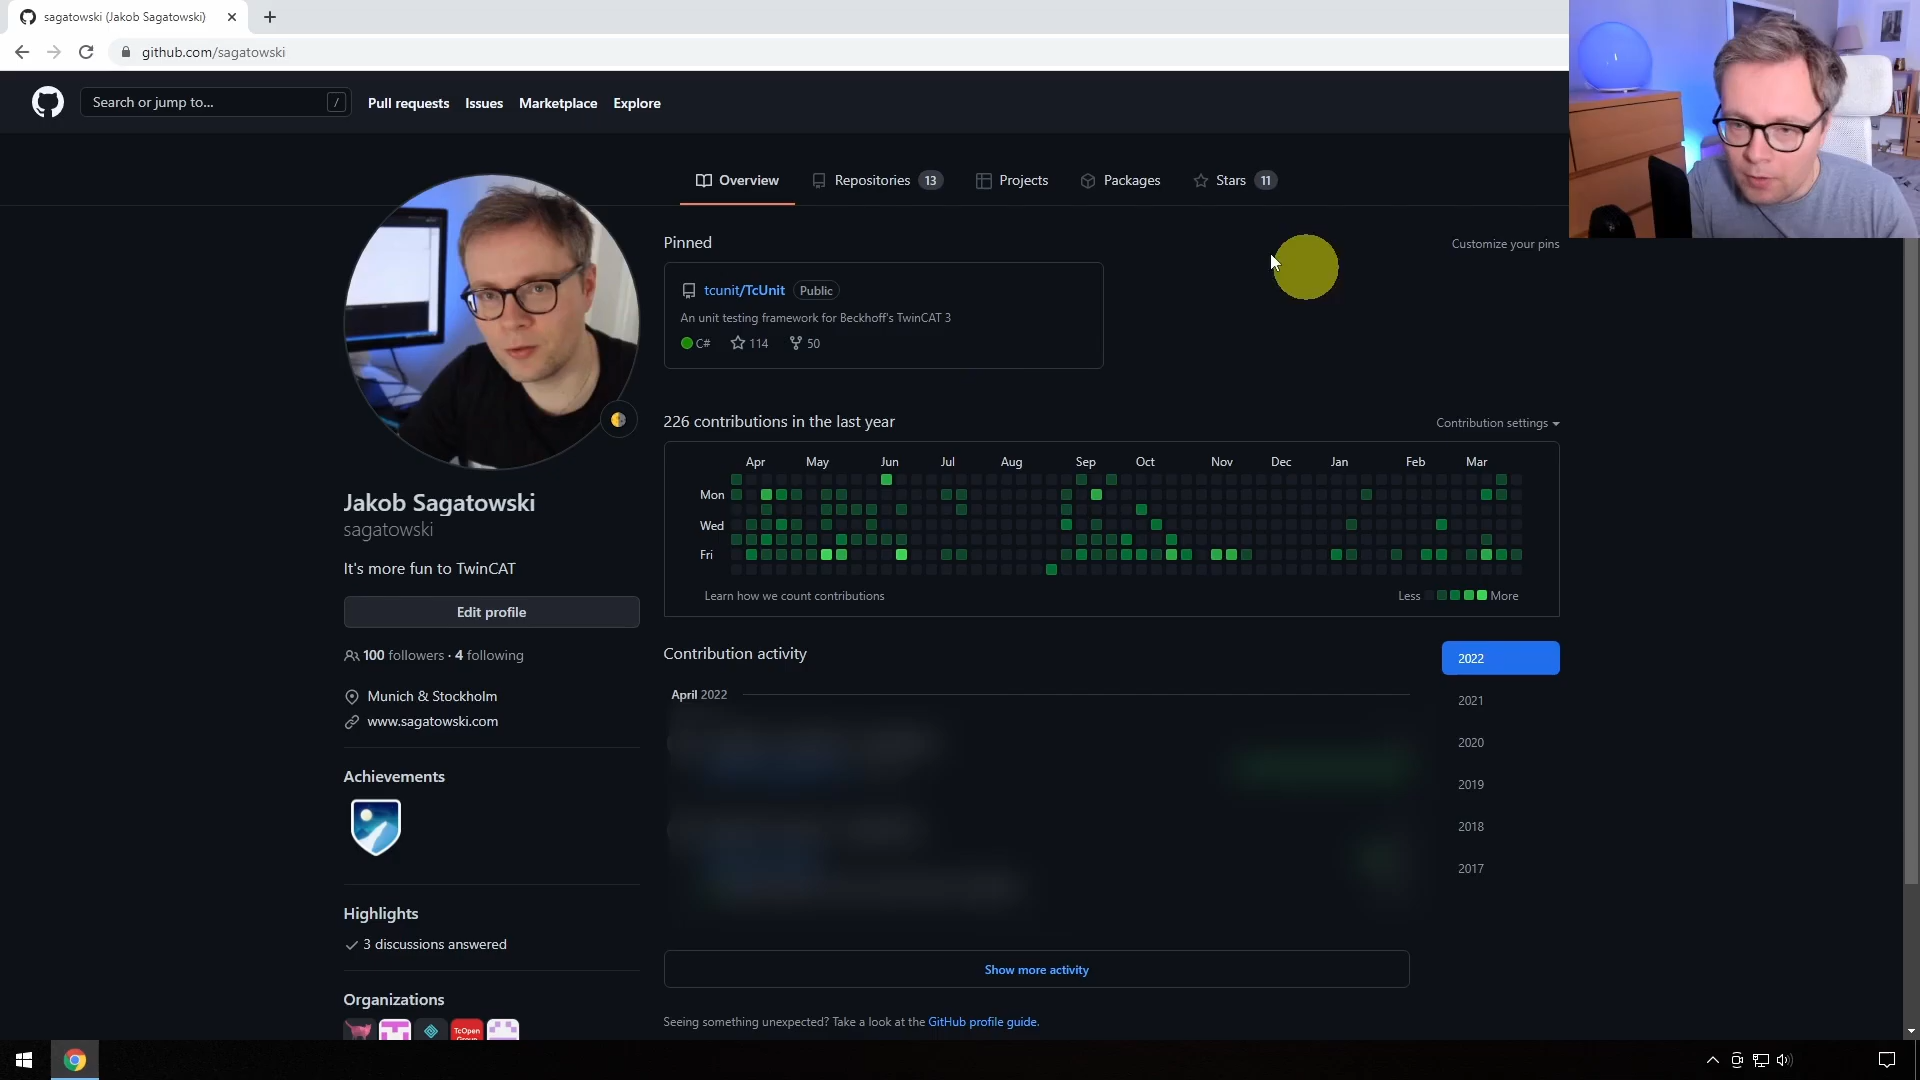 sagatowski (Jakob Sagatowski)
github.com/sagatowski
Search or jump to...
/
Pull requests
Issues
Marketplace
Explore
Overview
Repositories 13
Projects
Packages
Stars 11
Pinned
Customize your pins
tcunit/TcUnit Public
An unit testing framework for Beckhoff's TwinCAT 3
C# 114 50
226 contributions in the last year
Contribution settings
Apr May Jun Jul Aug Sep Oct Nov Dec Jan Feb Mar
Mon
Wed
Fri
Learn how we count contributions
Less More
Jakob Sagatowski
sagatowski
It's more fun to TwinCAT
Edit profile
100 followers · 4 following
Munich & Stockholm
www.sagatowski.com
Achievements
Highlights
3 discussions answered
Organizations
TcOpen
Group
Contribution activity
April 2022
2022
2021
2020
2019
2018
2017
Show more activity
Seeing something unexpected? Take a look at the GitHub profile guide.